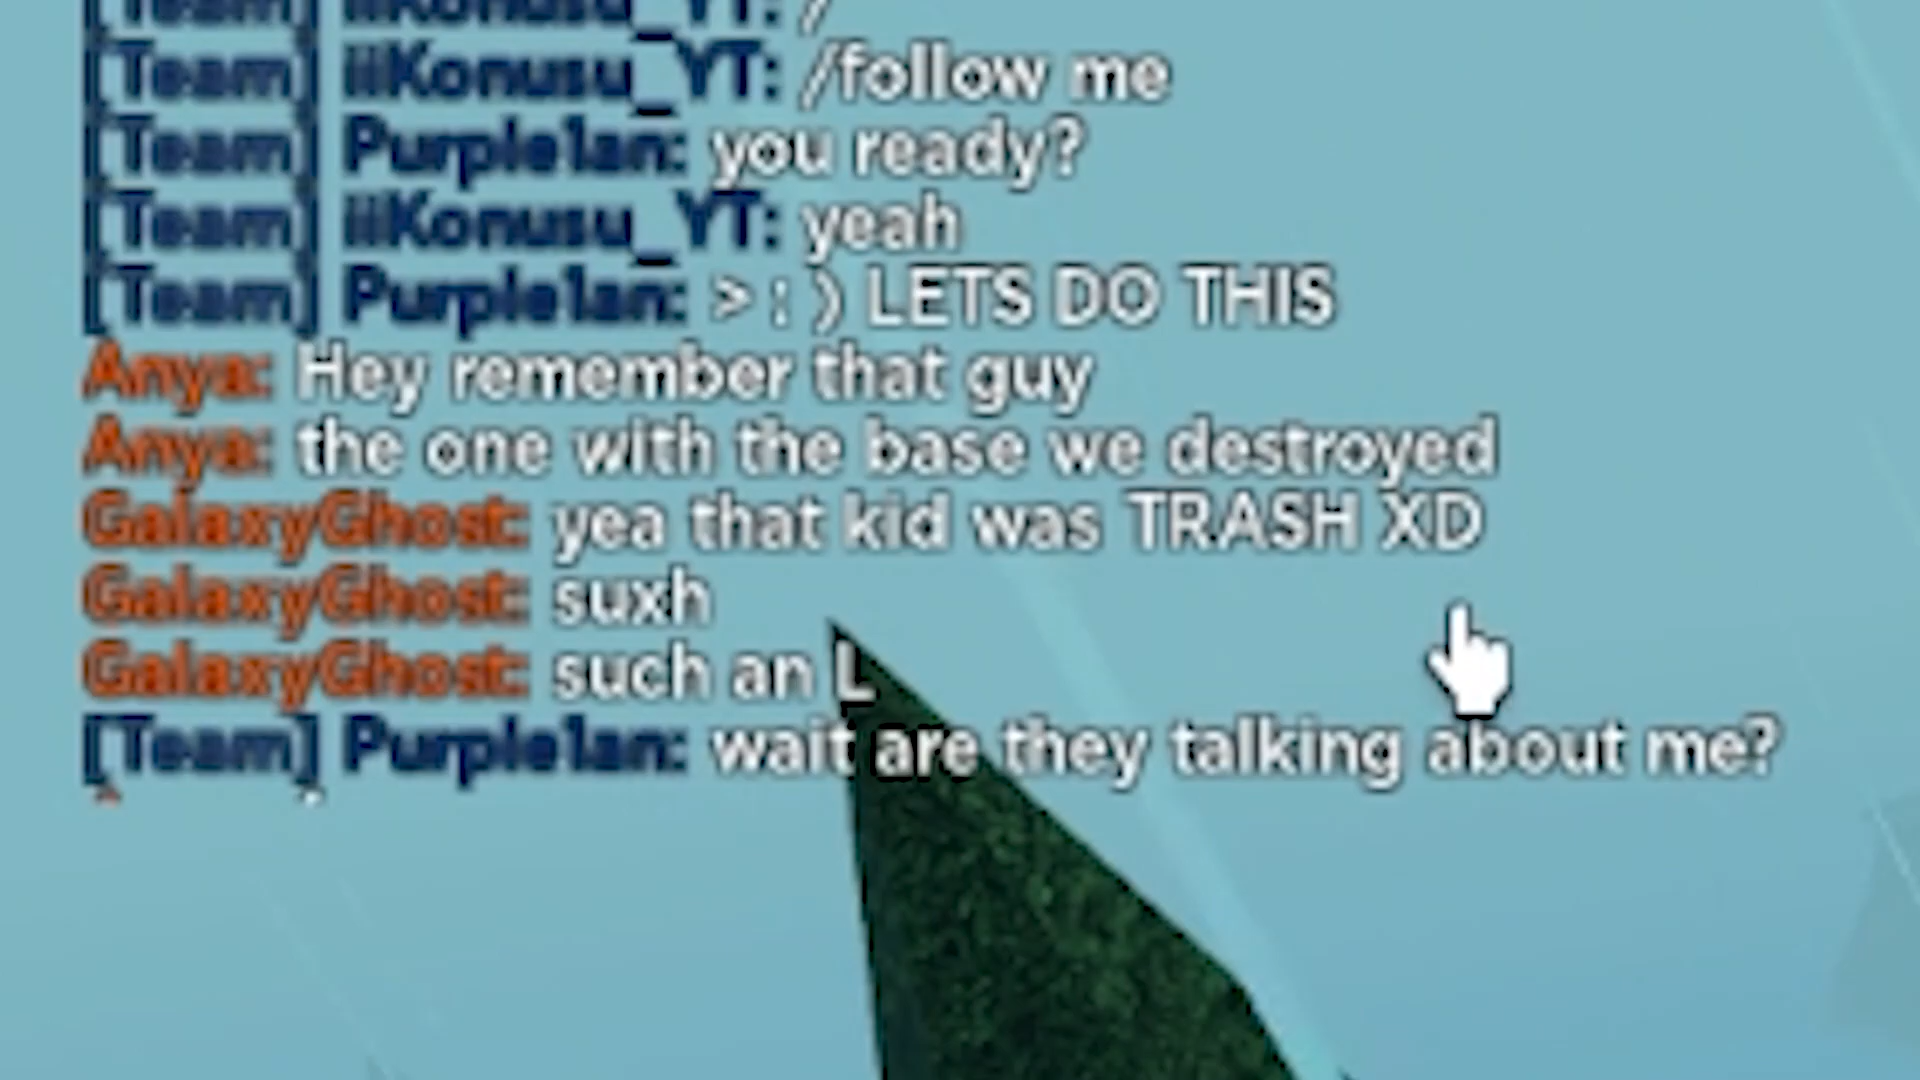 [Team] iiKonusu_YT: /
[Team] iiKonusu_YT: /follow me
[Team] Purple1an: you ready?
[Team] iiKonusu_YT: yeah
[Team] Purple1an: > : ) LETS DO THIS
Anya: Hey remember that guy
Anya: the one with the base we destroyed
GalaxyGhost: yea that kid was TRASH XD
GalaxyGhost: suxh
GalaxyGhost: such an L
[Team] Purple1an: wait are they talking about me?